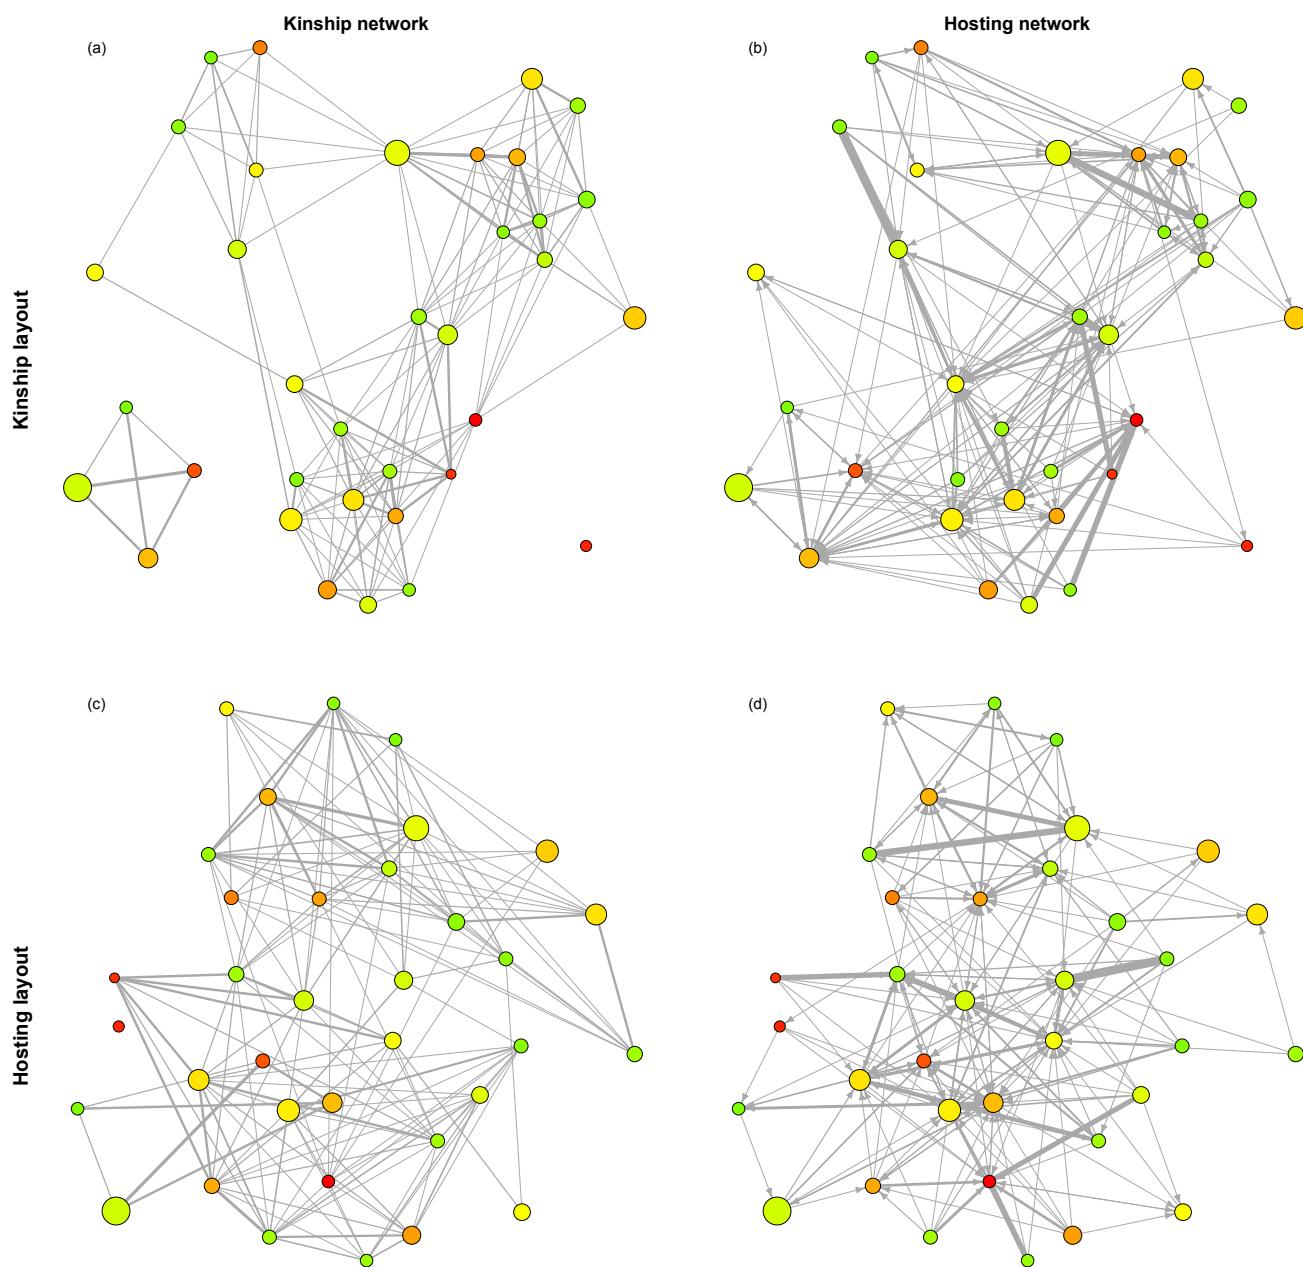 Kinship network
Hosting network
(a)
(b)
Kinship layout
(c)
(d)
Hosting layout